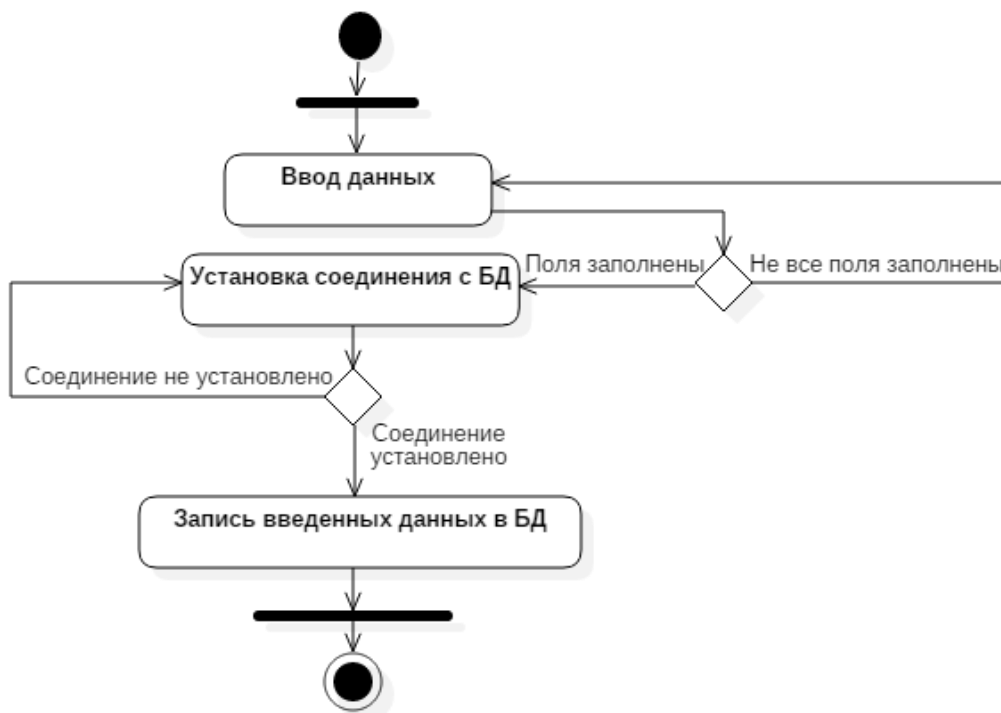 Ввод данных
Установка соединения с БД
Поля заполнены
Не все поля заполнены
Соединение не установлено
Соединение
установлено
Запись введенных данных в БД